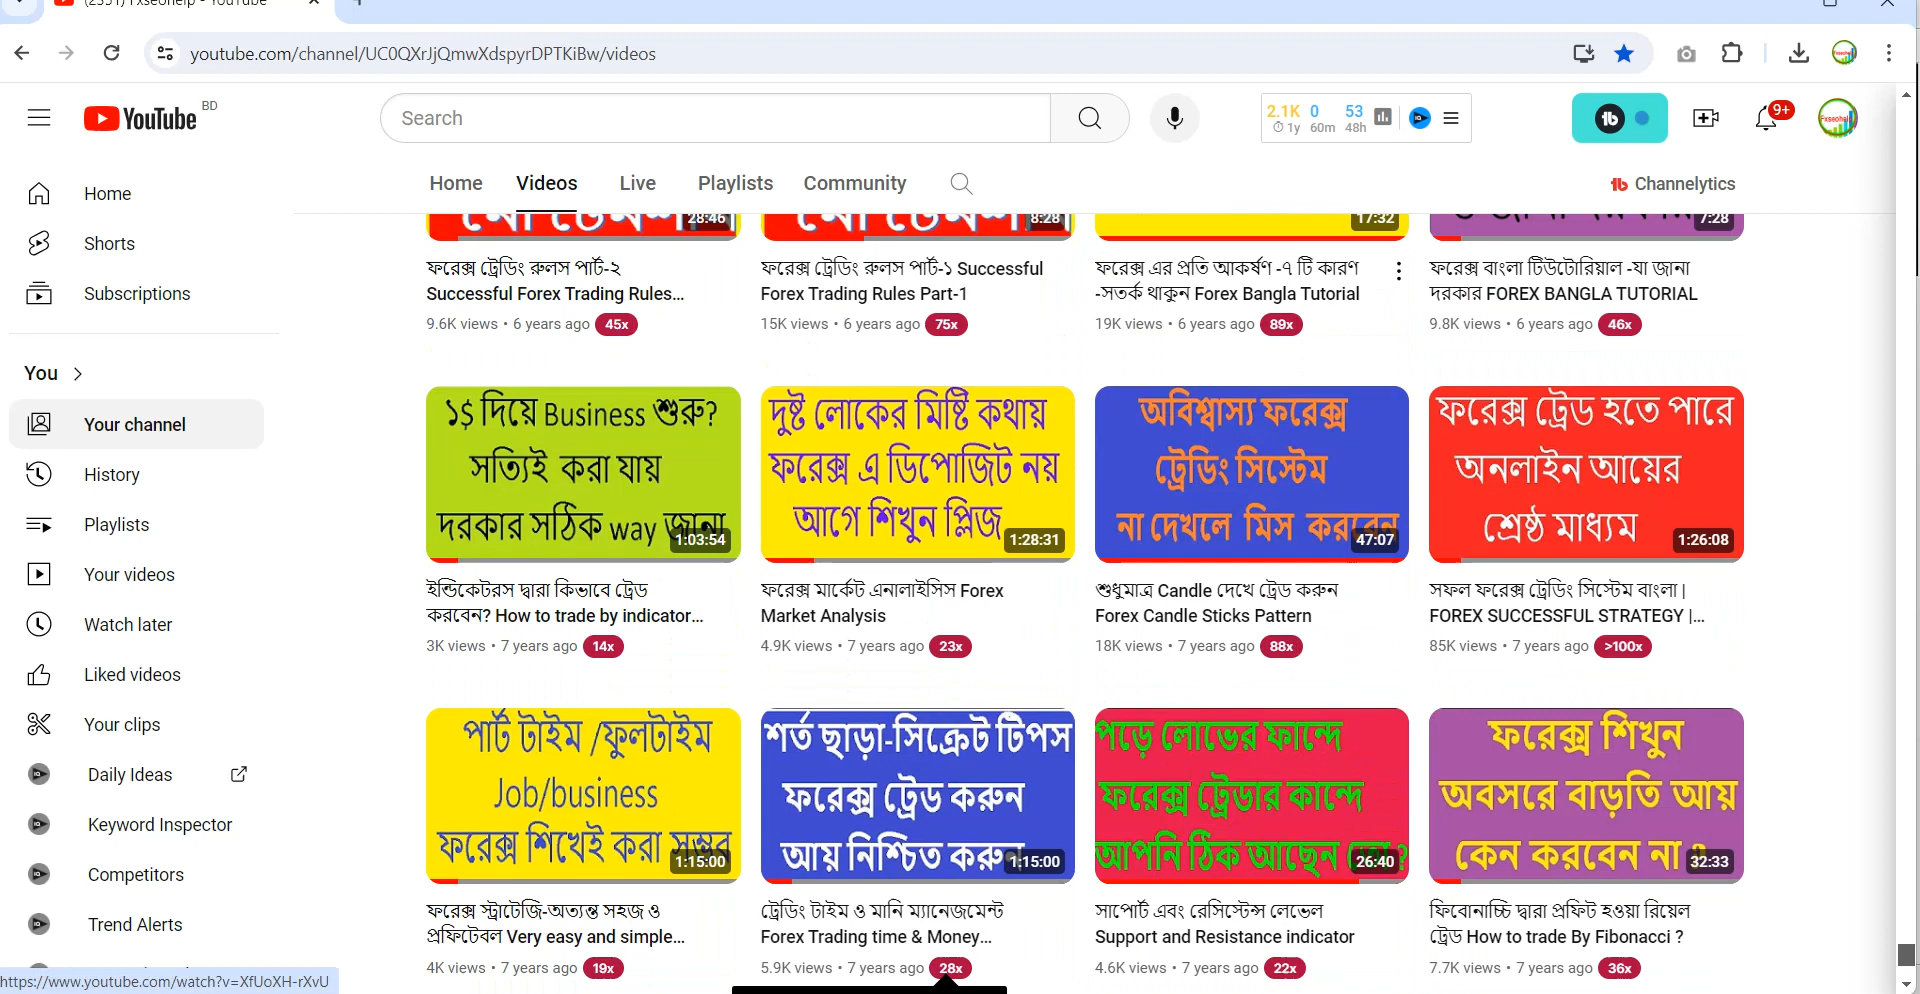 youtube.com/channel/UC0QXrJjQmwXdspyrDPTKiBw/videos
YouTube BD
Search
2.1K 0 53
1y 60m 48h
9+
Home Videos Live Playlists Community
Channelytics
Home
Shorts
Subscriptions
You
Your channel
History
Playlists
Your videos
Watch later
Liked videos
Your clips
Daily Ideas
Keyword Inspector
Competitors
Trend Alerts
28:46
ফরেক্স ট্রেডিং রুলস পার্ট-২
Successful Forex Trading Rules...
9.6K views • 6 years ago 45x
8:28
ফরেক্স ট্রেডিং রুলস পার্ট-১ Successful
Forex Trading Rules Part-1
15K views • 6 years ago 75x
17:32
ফরেক্স এর প্রতি আকর্ষণ -৭ টি কারণ
-সতর্ক থাকুন Forex Bangla Tutorial
19K views • 6 years ago 89x
7:28
ফরেক্স বাংলা টিউটোরিয়াল -যা জানা
দরকার FOREX BANGLA TUTORIAL
9.8K views • 6 years ago 46x
১$ দিয়ে Business শুরু?
সত্যিই করা যায়
দরকার সঠিক way জানা
1:03:54
ইন্ডিকেটরস দ্বারা কিভাবে ট্রেড
করবেন? How to trade by indicator...
3K views • 7 years ago 14x
দুষ্ট লোকের মিষ্টি কথায়
ফরেক্স এ ডিপোজিট নয়
আগে শিখুন প্লিজ
1:28:31
ফরেক্স মার্কেট এনালাইসিস Forex
Market Analysis
4.9K views • 7 years ago 23x
অবিশ্বাস্য ফরেক্স
ট্রেডিং সিস্টেম
না দেখলে মিস করবেন
47:07
শুধুমাত্র Candle দেখে ট্রেড করুন
Forex Candle Sticks Pattern
18K views • 7 years ago 88x
ফরেক্স ট্রেড হতে পারে
অনলাইন আয়ের
শ্রেষ্ঠ মাধ্যম
1:26:08
সফল ফরেক্স ট্রেডিং সিস্টেম বাংলা |
FOREX SUCCESSFUL STRATEGY |...
85K views • 7 years ago >100x
পার্ট টাইম /ফুলটাইম
Job/business
ফরেক্স শিখেই করা সম্ভব
1:15:00
ফরেক্স স্ট্রাটেজি-অত্যন্ত সহজ ও
প্রফিটেবল Very easy and simple...
4K views • 7 years ago 19x
শর্ত ছাড়া-সিক্রেট টিপস
ফরেক্স ট্রেড করুন
আয় নিশ্চিত করুন
1:15:00
ট্রেডিং টাইম ও মানি ম্যানেজমেন্ট
Forex Trading time & Money...
5.9K views • 7 years ago 28x
পড়ে লোভের ফান্দে
ফরেক্স ট্রেডার কান্দে
আপনি ঠিক আছেন
26:40
সাপোর্ট এবং রেসিস্টেন্স লেভেল
Support and Resistance indicator
4.6K views • 7 years ago 22x
ফরেক্স শিখুন
অবসরে বাড়তি আয়
কেন করবেন না ?
32:33
ফিবোনাচ্চি দ্বারা প্রফিট হওয়া রিয়েল
ট্রেড How to trade By Fibonacci ?
7.7K views • 7 years ago 36x
https://www.youtube.com/watch?v=XfUoXH-rXvU